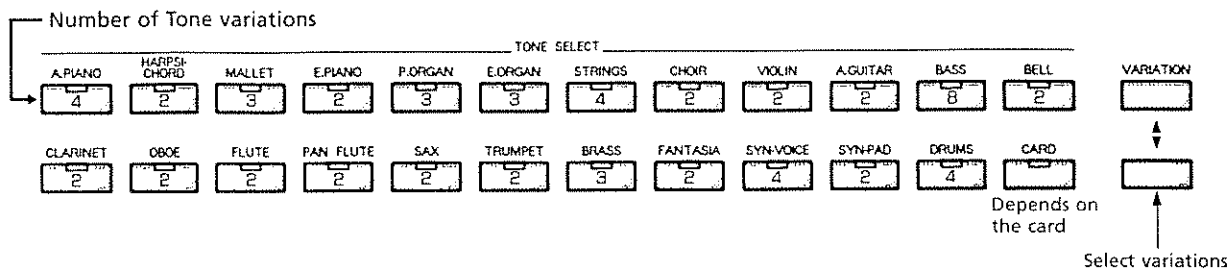 Number of Tone variations
TONE SELECT
A.PIANO HARPSI-CHORD MALLET E.PIANO P.ORGAN E.ORGAN STRINGS CHOIR VIOLIN A.GUITAR BASS BELL VARIATION
4 2 3 2 3 3 4 2 2 2 8 2
CLARINET OBOE FLUTE PAN FLUTE SAX TRUMPET BRASS FANTASIA SYN-VOICE SYN-PAD DRUMS CARD
2 2 2 2 2 2 3 2 4 2 4
Depends on
the card
Select variations